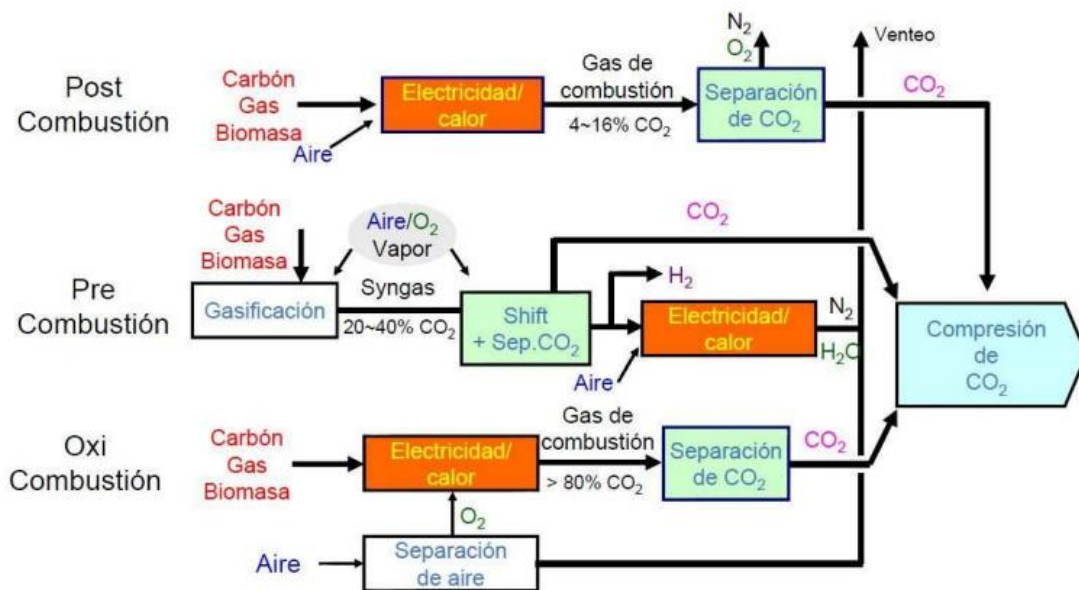 Post
Combustión
Carbón
Gas
Biomasa
Aire
Electricidad/
calor
Gas de
combustión
4~16% CO₂
N₂
O₂
Separación
de CO₂
CO₂
Venteo
Pre
Combustión
Carbón
Gas
Biomasa
Gasificación
Aire/O₂
Vapor
Syngas
20~40% CO₂
Shift
+ Sep.CO₂
CO₂
H₂
Aire
Electricidad/
calor
N₂
H₂O
Compresión
de
CO₂
Oxi
Combustión
Carbón
Gas
Biomasa
Electricidad/
calor
Gas de
combustión
> 80% CO₂
Separación
de CO₂
CO₂
O₂
Aire
Separación
de aire